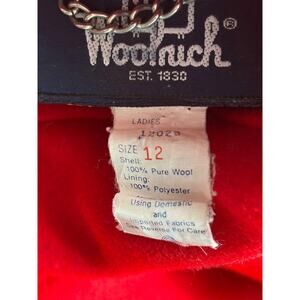 Woolrich
EST. 1830
LADIES
12028
SIZE 12
Shell:
100% Pure Wool
Lining:
100% Polyester
Using Domestic
and
Imported Fabrics
See Reverse For Care